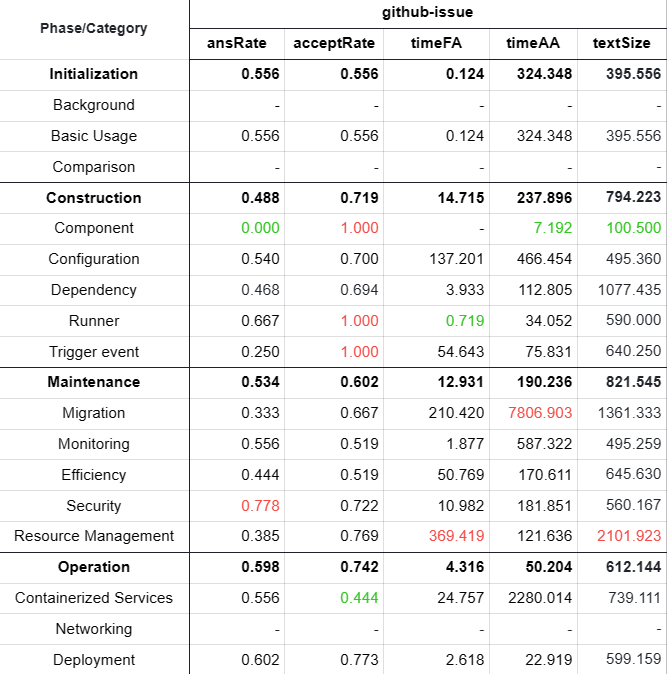 Phase/Category github-issue
ansRate acceptRate timeFA timeAA textSize
Initialization 0.556 0.556 0.124 324.348 395.556
Background - - - - -
Basic Usage 0.556 0.556 0.124 324.348 395.556
Comparison - - - - -
Construction 0.488 0.719 14.715 237.896 794.223
Component 0.000 1.000 - 7.192 100.500
Configuration 0.540 0.700 137.201 466.454 495.360
Dependency 0.468 0.694 3.933 112.805 1077.435
Runner 0.667 1.000 0.719 34.052 590.000
Trigger event 0.250 1.000 54.643 75.831 640.250
Maintenance 0.534 0.602 12.931 190.236 821.545
Migration 0.333 0.667 210.420 7806.903 1361.333
Monitoring 0.556 0.519 1.877 587.322 495.259
Efficiency 0.444 0.519 50.769 170.611 645.630
Security 0.778 0.722 10.982 181.851 560.167
Resource Management 0.385 0.769 369.419 121.636 2101.923
Operation 0.598 0.742 4.316 50.204 612.144
Containerized Services 0.556 0.444 24.757 2280.014 739.111
Networking - - - - -
Deployment 0.602 0.773 2.618 22.919 599.159